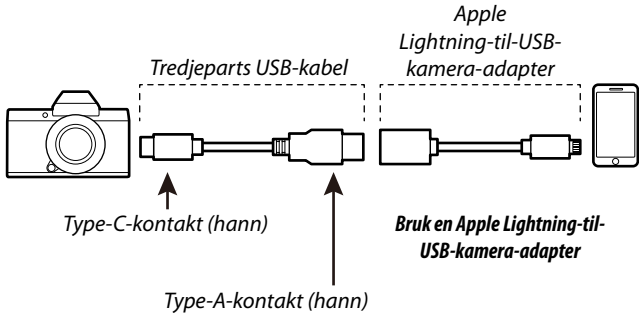 Apple
Lightning-til-USB-
kamera-adapter
Tredjeparts USB-kabel
Type-C-kontakt (hann)
Bruk en Apple Lightning-til-
USB-kamera-adapter
Type-A-kontakt (hann)